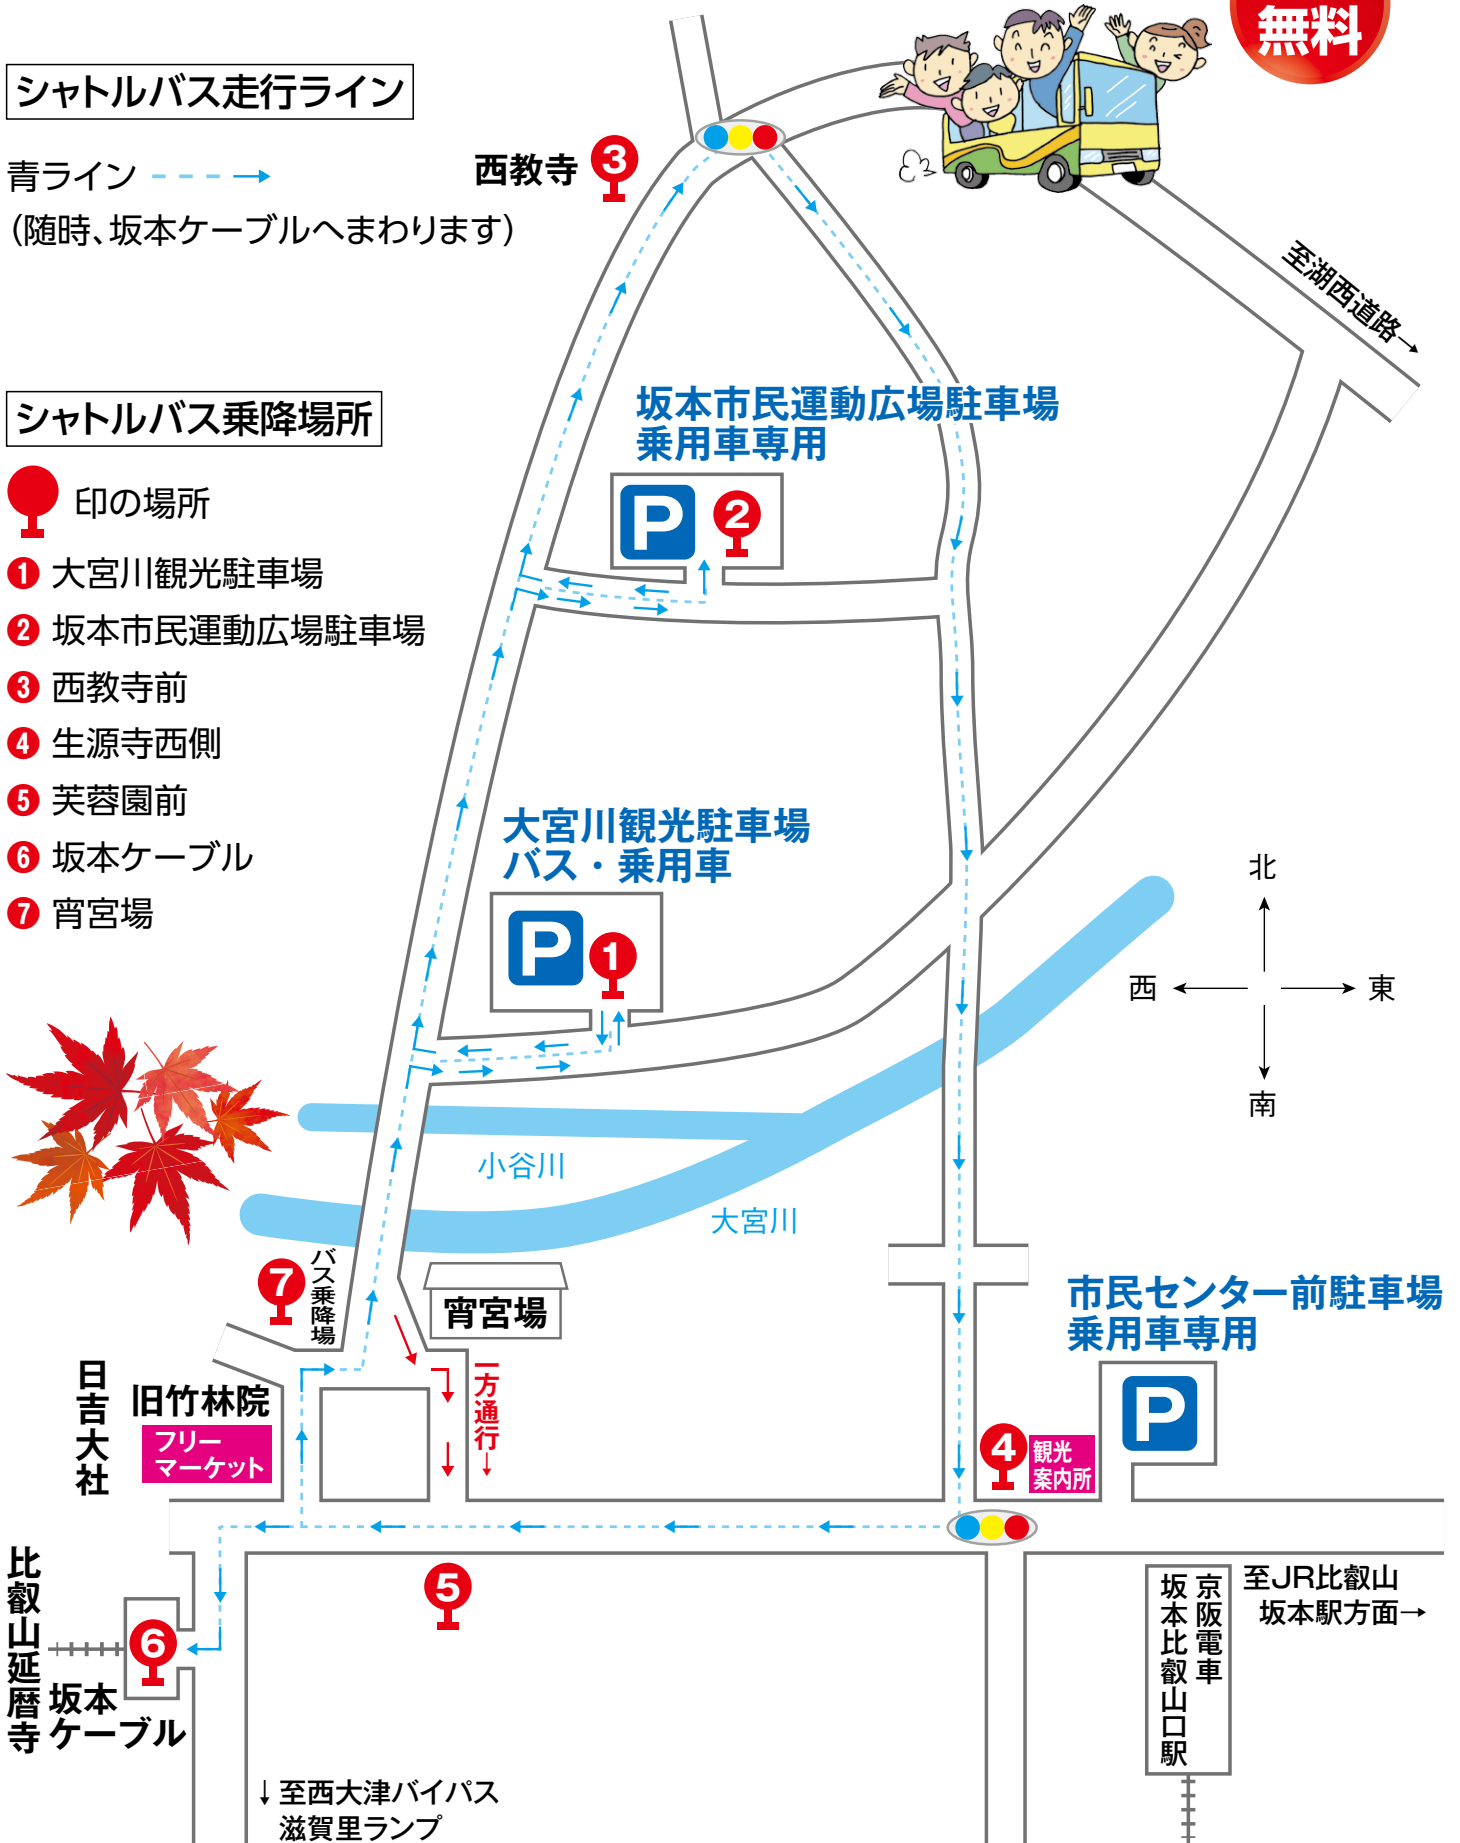 無料
シャトルバス走行ライン
青ライン
（随時、坂本ケーブルへまわります）
西教寺
3
至湖西道路→
シャトルバス乗降場所
印の場所
1 大宮川観光駐車場
2 坂本市民運動広場駐車場
3 西教寺前
4 生源寺西側
5 芙蓉園前
6 坂本ケーブル
7 宵宮場
坂本市民運動広場駐車場
乗用車専用
P
2
大宮川観光駐車場
バス・乗用車
P
1
北
西
東
南
小谷川
大宮川
7
バス乗降場
宵宮場
市民センター前駐車場
乗用車専用
P
日吉大社
旧竹林院
フリー
マーケット
一方通行→
4
観光
案内所
5
比叡山延暦寺
6
坂本
ケーブル
京阪電車
坂本比叡山口駅
至JR比叡山
坂本駅方面→
↓至西大津バイパス
滋賀里ランプ